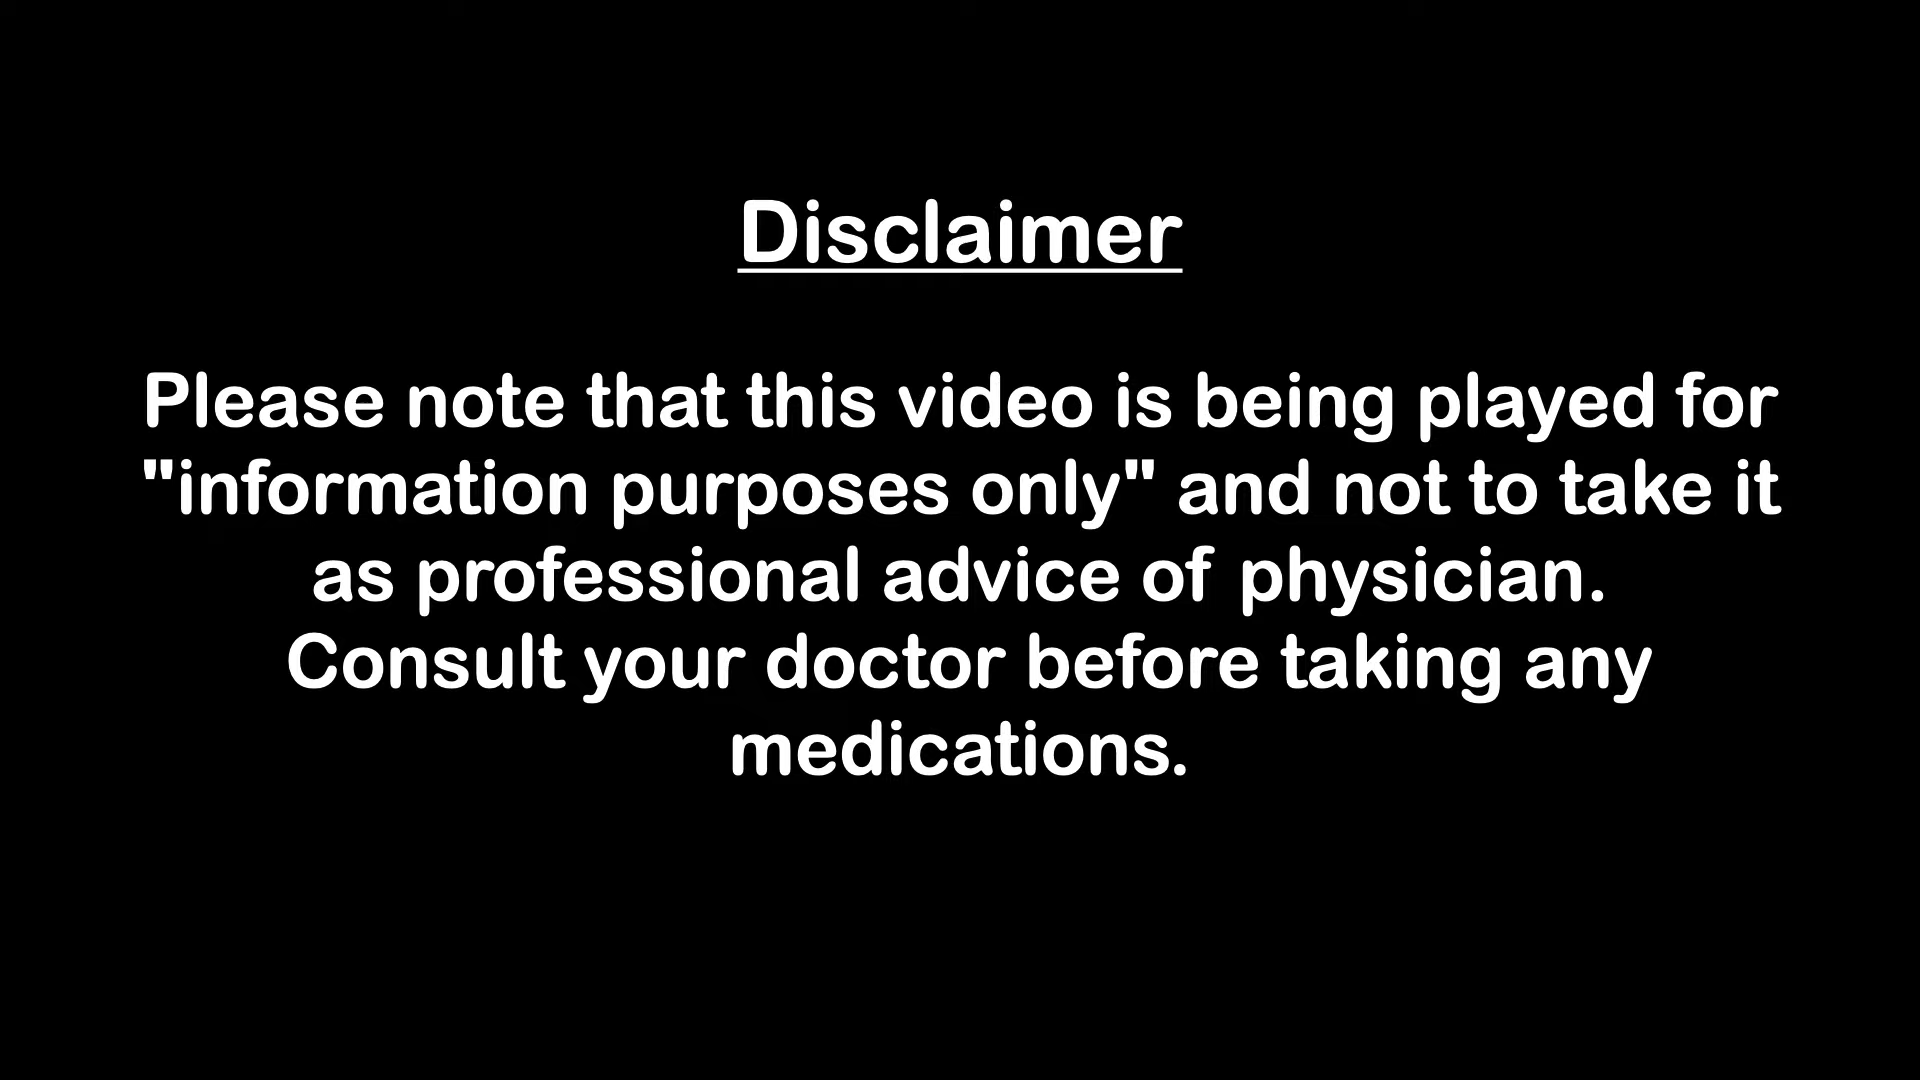 Disclaimer
Please note that this video is being played for
"information purposes only" and not to take it
as professional advice of physician.
Consult your doctor before taking any
medications.